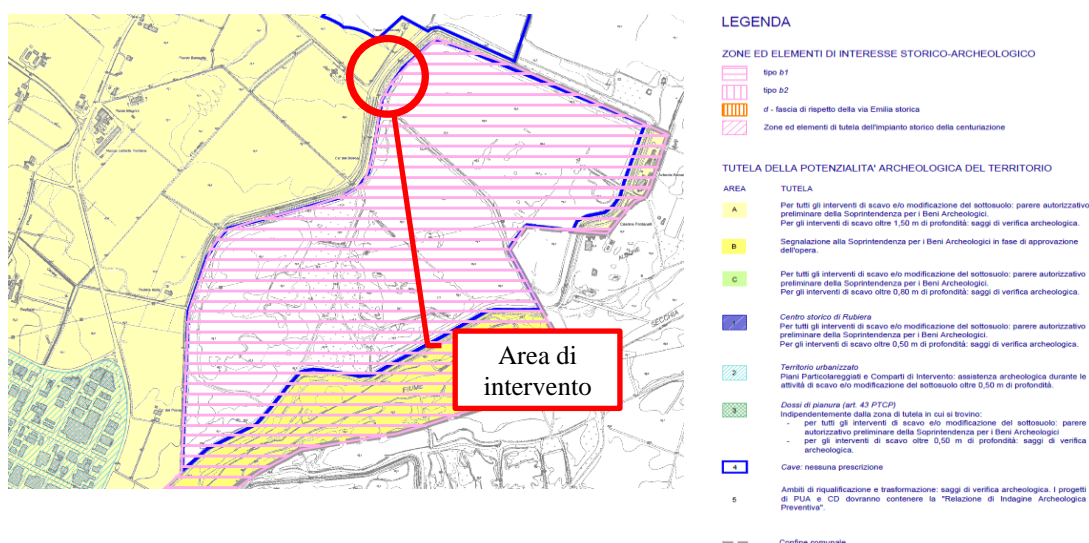 Area di
intervento
FIUME
SECCHIA
LEGENDA
ZONE ED ELEMENTI DI INTERESSE STORICO-ARCHEOLOGICO
tipo b1
tipo b2
d - fascia di rispetto della via Emilia storica
Zone ed elementi di tutela dell'impianto storico della centuriazione
TUTELA DELLA POTENZIALITA' ARCHEOLOGICA DEL TERRITORIO
AREA TUTELA
A Per tutti gli interventi di scavo e/o modificazione del sottosuolo: parere autorizzativo
preliminare della Soprintendenza per i Beni Archeologici.
Per gli interventi di scavo oltre 1,50 m di profondità: saggi di verifica archeologica.
B Segnalazione alla Soprintendenza per i Beni Archeologici in fase di approvazione
dell'opera.
C Per tutti gli interventi di scavo e/o modificazione del sottosuolo: parere autorizzativo
preliminare della Soprintendenza per i Beni Archeologici.
Per gli interventi di scavo oltre 0,80 m di profondità: saggi di verifica archeologica.
1 Centro storico di Rubiera
Per tutti gli interventi di scavo e/o modificazione del sottosuolo: parere autorizzativo
preliminare della Soprintendenza per i Beni Archeologici.
Per gli interventi di scavo oltre 0,50 m di profondità: saggi di verifica archeologica.
2 Territorio urbanizzato
Piani Particolareggiati e Comparti di Intervento: assistenza archeologica durante le
attività di scavo e/o modificazione del sottosuolo oltre 0,50 m di profondità.
3 Dossi di pianura (art. 43 PTCP)
Indipendentemente dalla zona di tutela in cui si trovino:
- per tutti gli interventi di scavo e/o modificazione del sottosuolo: parere
autorizzativo preliminare della Soprintendenza per i Beni Archeologici
- per gli interventi di scavo oltre 0,50 m di profondità: saggi di verifica
archeologica.
4 Cave: nessuna prescrizione
5 Ambiti di riqualificazione e trasformazione: saggi di verifica archeologica. I progetti
di PUA e CD dovranno contenere la "Relazione di Indagine Archeologica
Preventiva".
Confine comunale